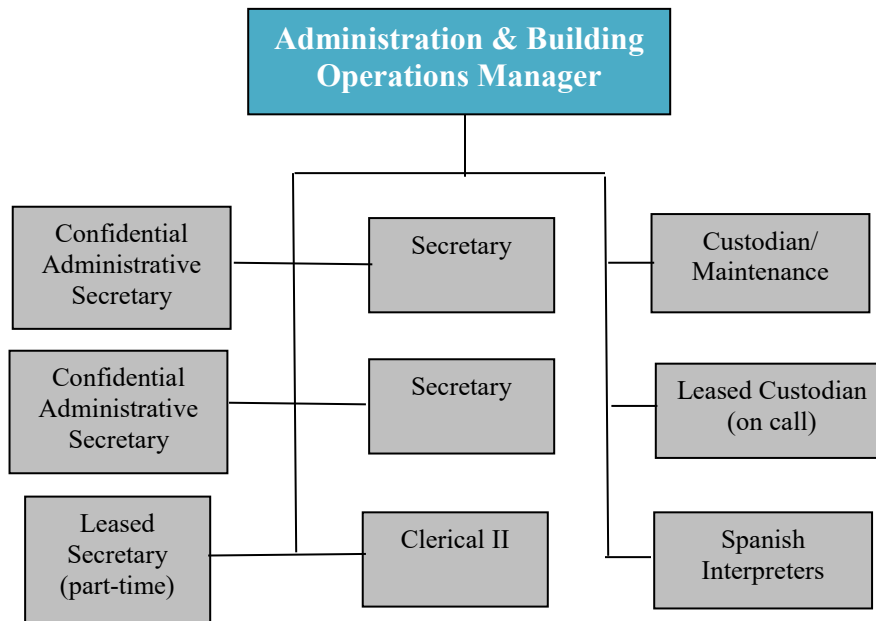 Administration & Building
Operations Manager
Confidential
Administrative
Secretary
Secretary
Custodian/
Maintenance
Confidential
Administrative
Secretary
Secretary
Leased Custodian
(on call)
Leased
Secretary
(part-time)
Clerical II
Spanish
Interpreters